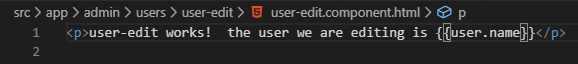 src > app > admin > users > user-edit > user-edit.component.html > p
1 <p>user-edit works!  the user we are editing is {{user.name}}</p>
2